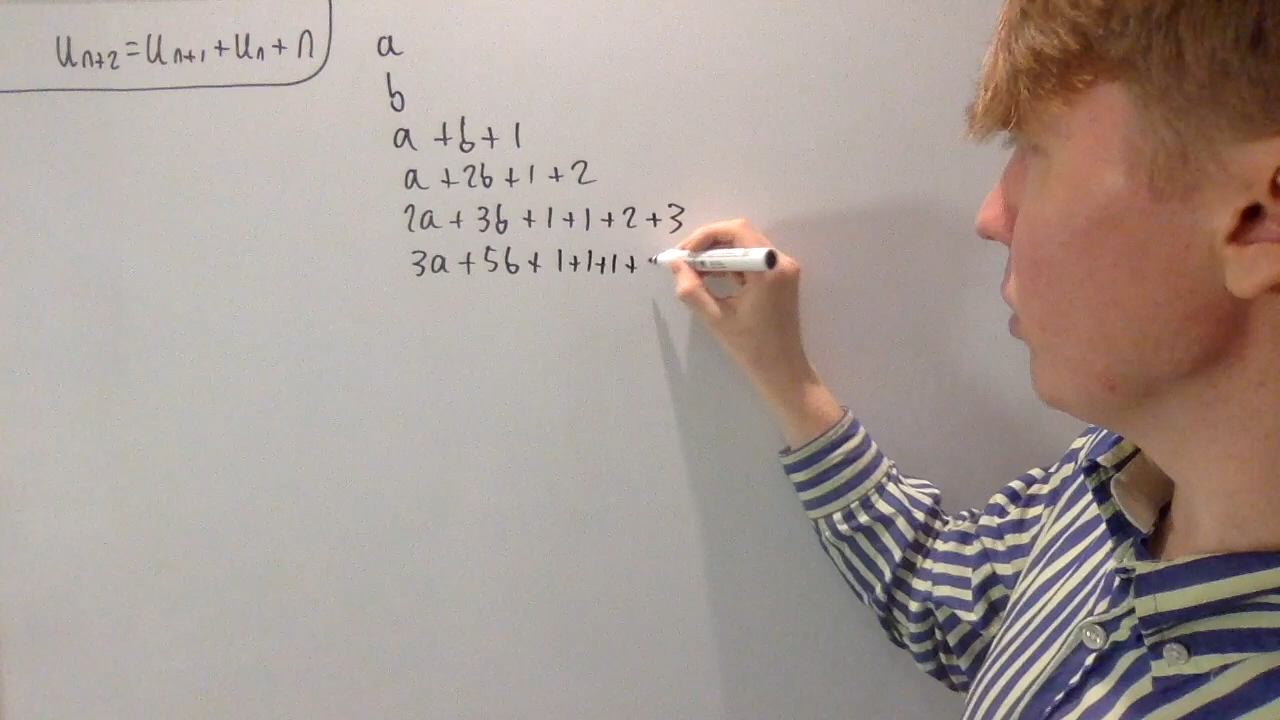 Uₙ₊₂ = Uₙ₊₁ + Uₙ + n
a
b
a + b + 1
a + 2b + 1 + 2
2a + 3b + 1 + 1 + 2 + 3
3a + 5b + 1 + 1 + 1 +